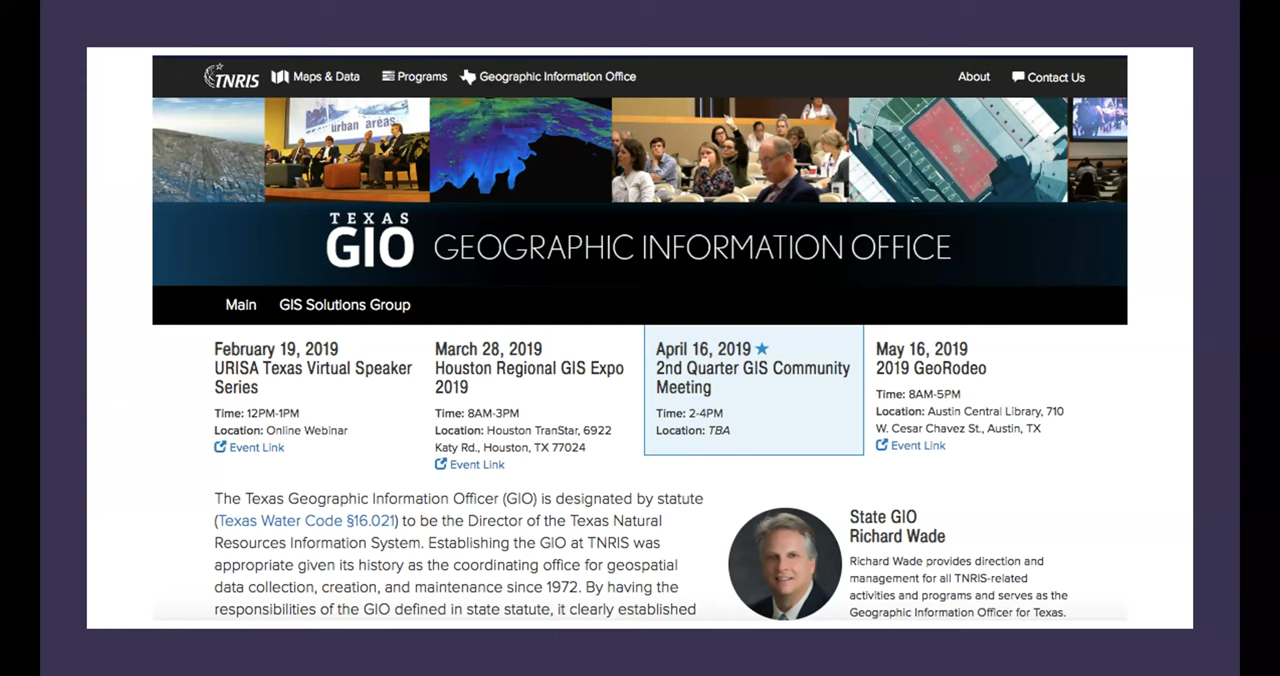 TNRIS Maps & Data Programs Geographic Information Office About Contact Us
urban areas
TEXAS
GIO GEOGRAPHIC INFORMATION OFFICE
Main GIS Solutions Group
February 19, 2019
URISA Texas Virtual Speaker
Series
Time: 12PM-1PM
Location: Online Webinar
Event Link
March 28, 2019
Houston Regional GIS Expo
2019
Time: 8AM-3PM
Location: Houston TranStar, 6922
Katy Rd., Houston, TX 77024
Event Link
April 16, 2019
2nd Quarter GIS Community
Meeting
Time: 2-4PM
Location: TBA
May 16, 2019
2019 GeoRodeo
Time: 8AM-5PM
Location: Austin Central Library, 710
W. Cesar Chavez St., Austin, TX
Event Link
The Texas Geographic Information Officer (GIO) is designated by statute
(Texas Water Code §16.021) to be the Director of the Texas Natural
Resources Information System. Establishing the GIO at TNRIS was
appropriate given its history as the coordinating office for geospatial
data collection, creation, and maintenance since 1972. By having the
responsibilities of the GIO defined in state statute, it clearly established
State GIO
Richard Wade
Richard Wade provides direction and
management for all TNRIS-related
activities and programs and serves as the
Geographic Information Officer for Texas.